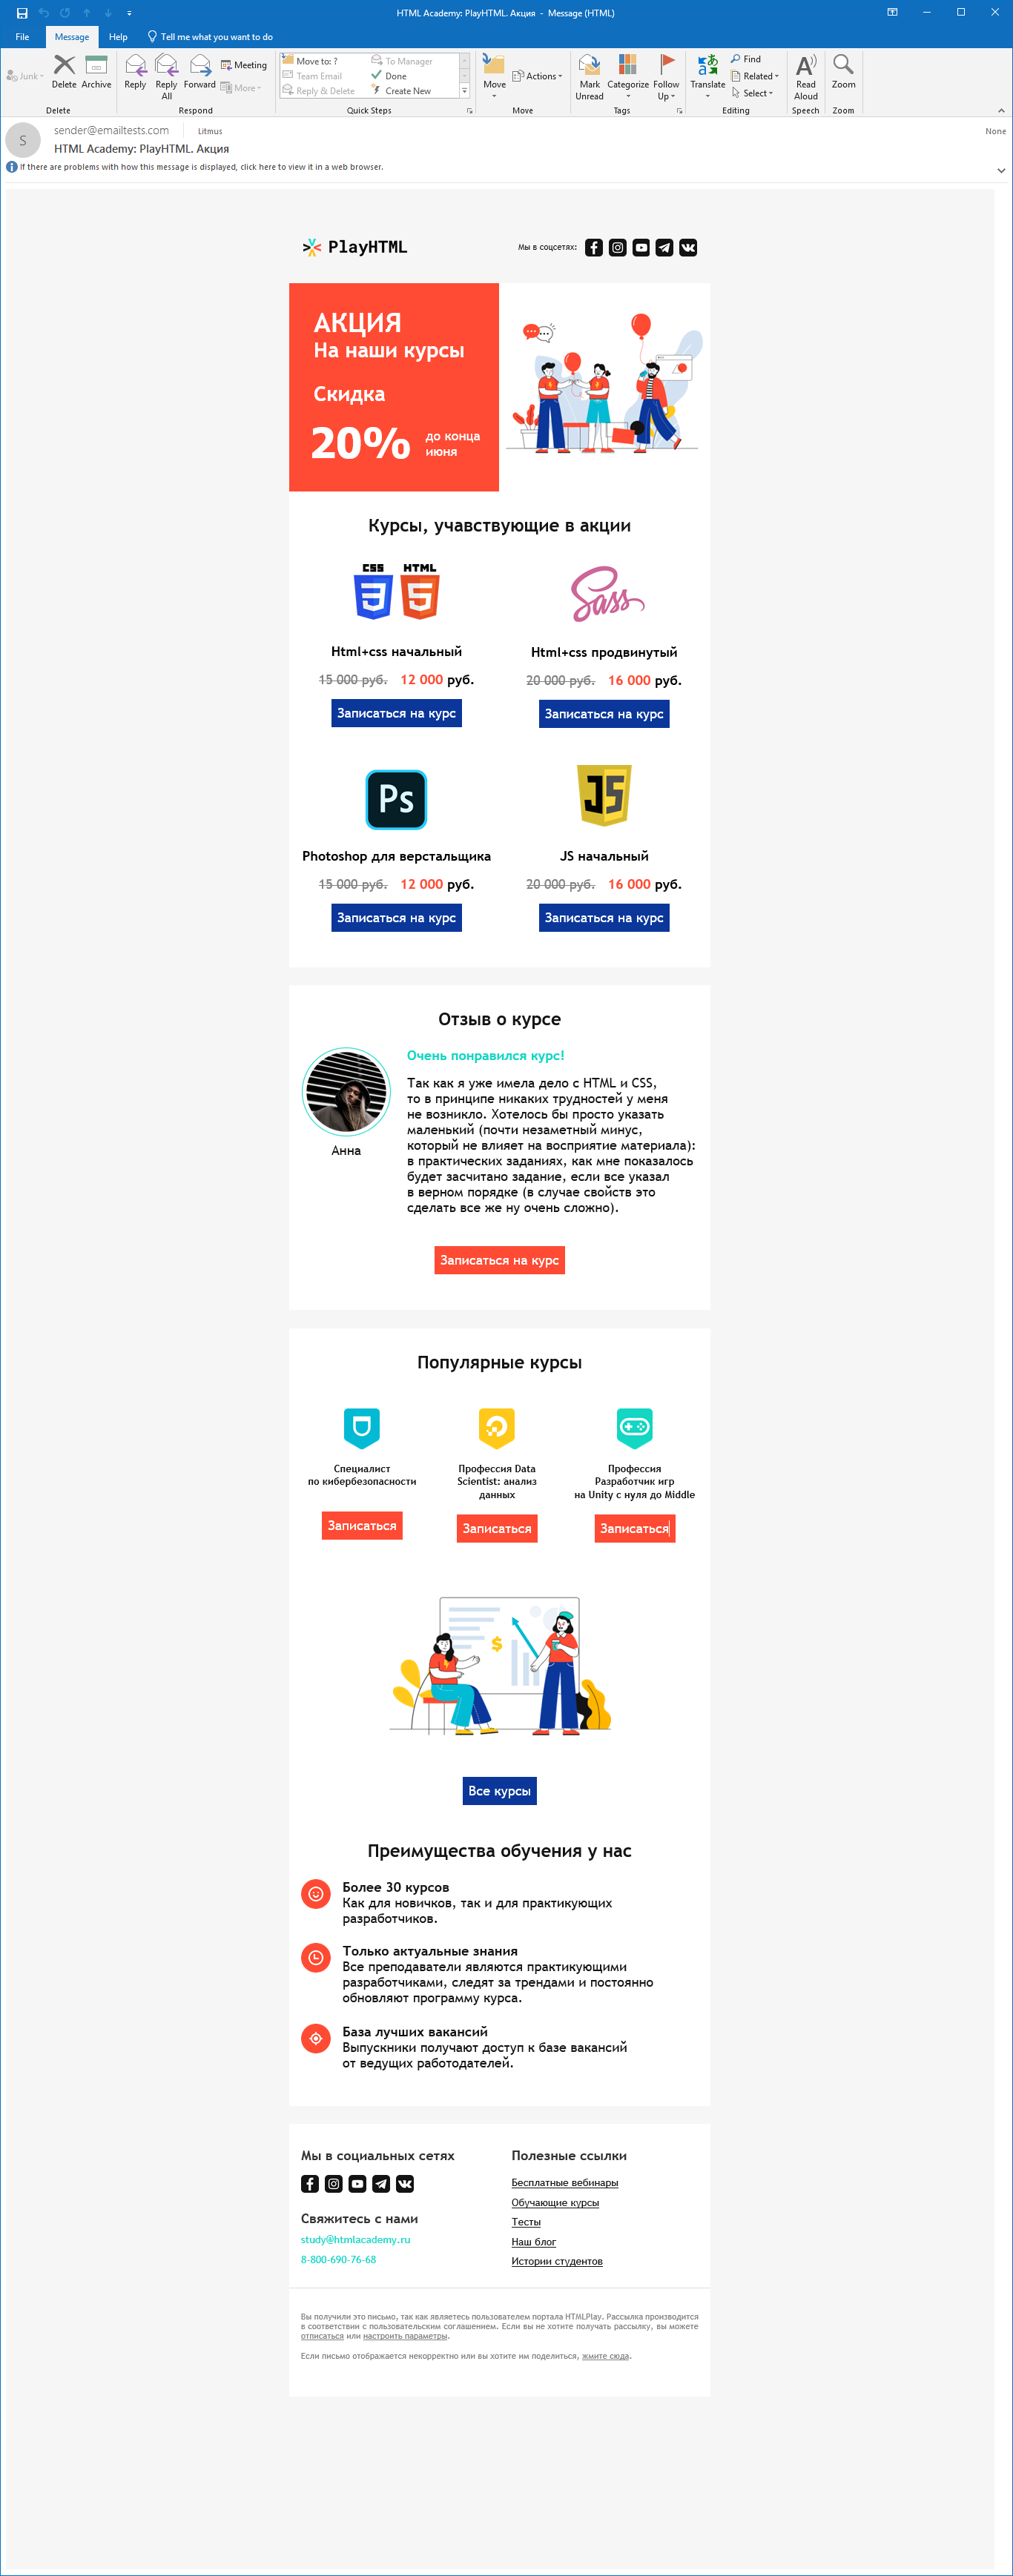 HTML Academy: PlayHTML. Акция - Message (HTML)
File Message Help Tell me what you want to do
Junk
Delete
Archive
Delete
Reply
Reply All
Forward
Meeting
More
Respond
Move to: ?
To Manager
Team Email
Done
Reply & Delete
Create New
Quick Steps
Move
Actions
Move
Mark Unread
Categorize
Follow Up
Tags
Translate
Find
Related
Select
Editing
Read Aloud
Speech
Zoom
Zoom
S
sender@emailtests.com
Litmus
None
HTML Academy: PlayHTML. Акция
If there are problems with how this message is displayed, click here to view it in a web browser.
PlayHTML
Мы в соцсетях:
АКЦИЯ
На наши курсы
Скидка
20%
до конца
июня
Курсы, учавствующие в акции
CSS HTML
3 5
Sass
Html+css начальный
15 000 руб. 12 000 руб.
Записаться на курс
Html+css продвинутый
20 000 руб. 16 000 руб.
Записаться на курс
Ps
JS
Photoshop для верстальщика
15 000 руб. 12 000 руб.
Записаться на курс
JS начальный
20 000 руб. 16 000 руб.
Записаться на курс
Отзыв о курсе
Анна
Очень понравился курс!
Так как я уже имела дело с HTML и CSS,
то в принципе никаких трудностей у меня
не возникло. Хотелось бы просто указать
маленький (почти незаметный минус,
который не влияет на восприятие материала):
в практических заданиях, как мне показалось
будет засчитано задание, если все указал
в верном порядке (в случае свойств это
сделать все же ну очень сложно).
Записаться на курс
Популярные курсы
Специалист
по кибербезопасности
Записаться
Профессия Data
Scientist: анализ
данных
Записаться
Профессия
Разработчик игр
на Unity с нуля до Middle
Записаться
$
Все курсы
Преимущества обучения у нас
Более 30 курсов
Как для новичков, так и для практикующих
разработчиков.
Только актуальные знания
Все преподаватели являются практикующими
разработчиками, следят за трендами и постоянно
обновляют программу курса.
База лучших вакансий
Выпускники получают доступ к базе вакансий
от ведущих работодателей.
Мы в социальных сетях
Свяжитесь с нами
study@htmlacademy.ru
8-800-690-76-68
Полезные ссылки
Бесплатные вебинары
Обучающие курсы
Тесты
Наш блог
Истории студентов
Вы получили это письмо, так как являетесь пользователем портала HTMLPlay. Рассылка производится
в соответствии с пользовательским соглашением. Если вы не хотите получать рассылку, вы можете
отписаться или настроить параметры.
Если письмо отображается некорректно или вы хотите им поделиться, жмите сюда.